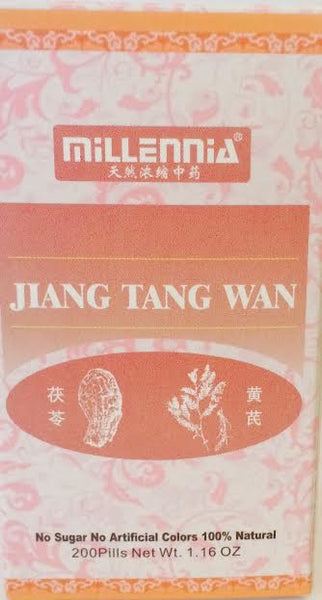 MiLLENNiA®
天然浓缩中药
JIANG TANG WAN
茯苓
黄芪
No Sugar No Artificial Colors 100% Natural
200Pills Net Wt. 1.16 OZ